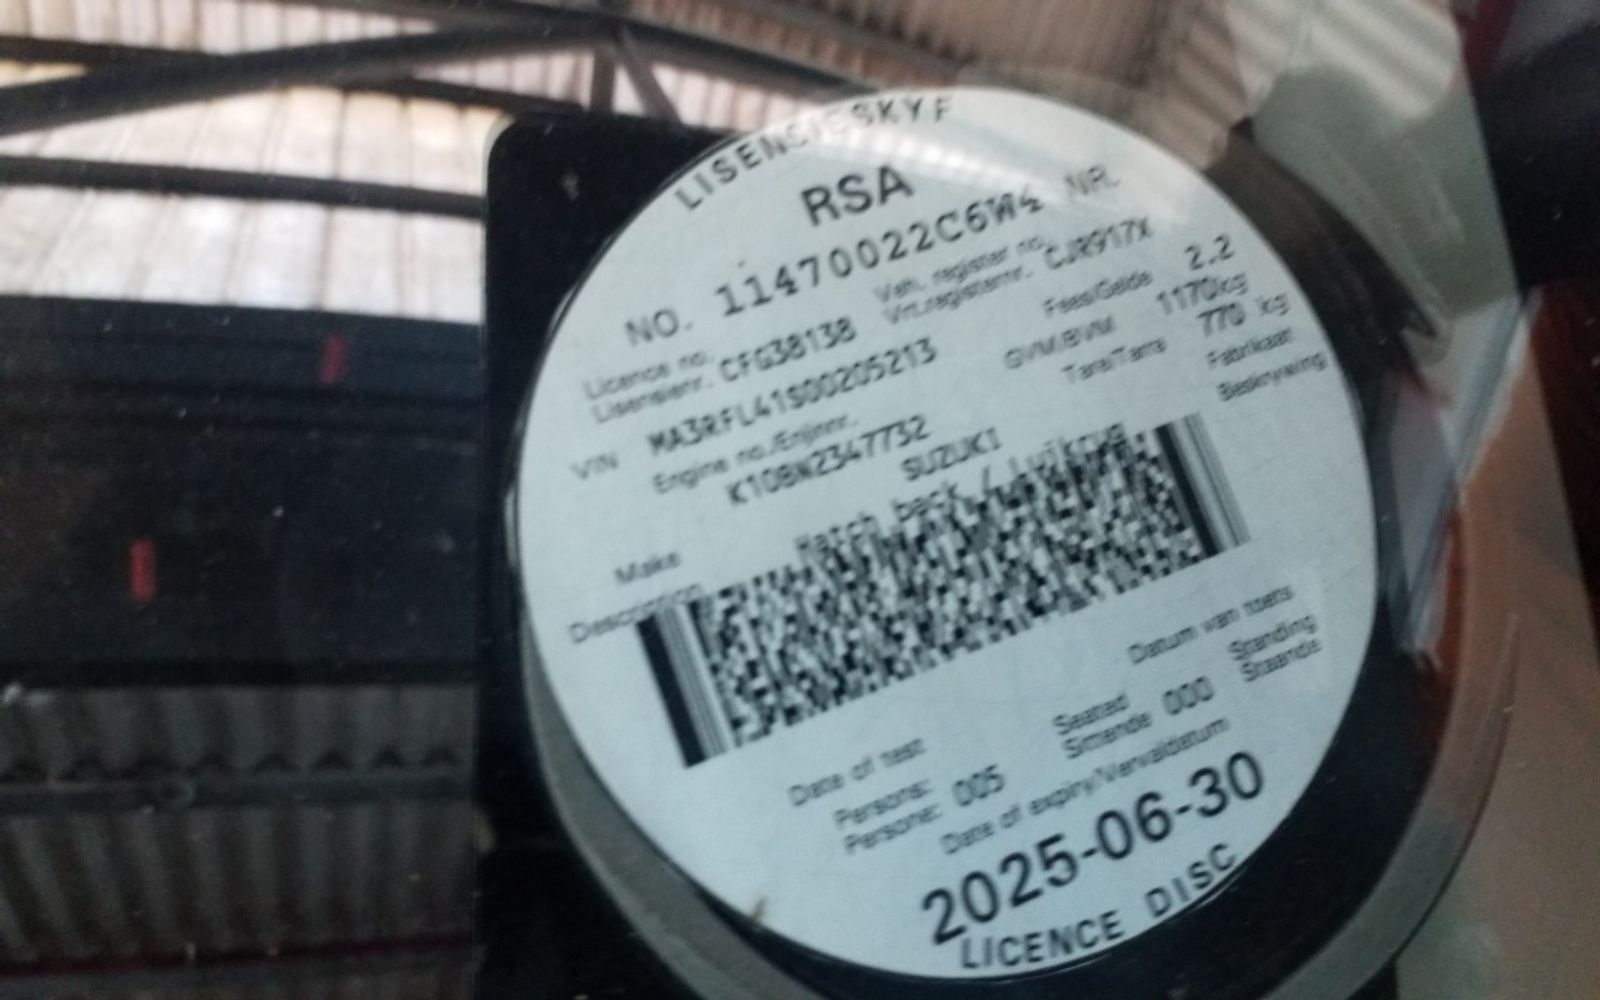 LISENSIESKYF
RSA
NO. 11470022C6W4 NR.
Licence no. Veh. register no.
Lisensienr. CFG38138 Vrt.registernr. CJR917X
VIN MA3RFL41S00205213 Fees/Gelde 2.2
Engine no./Enjinnr. GVM/BVM 1170kg
K10BN2347732 Tara/Tarra 770 kg
Make SUZUKI Fabrikaat
Description Hatch back / Luikrug Beskrywing
Date of test Datum van toets
Persons: Seated Standing
Persone: 005 Sittende 000 Staande
Date of expiry/Vervaldatum
2025-06-30
LICENCE DISC